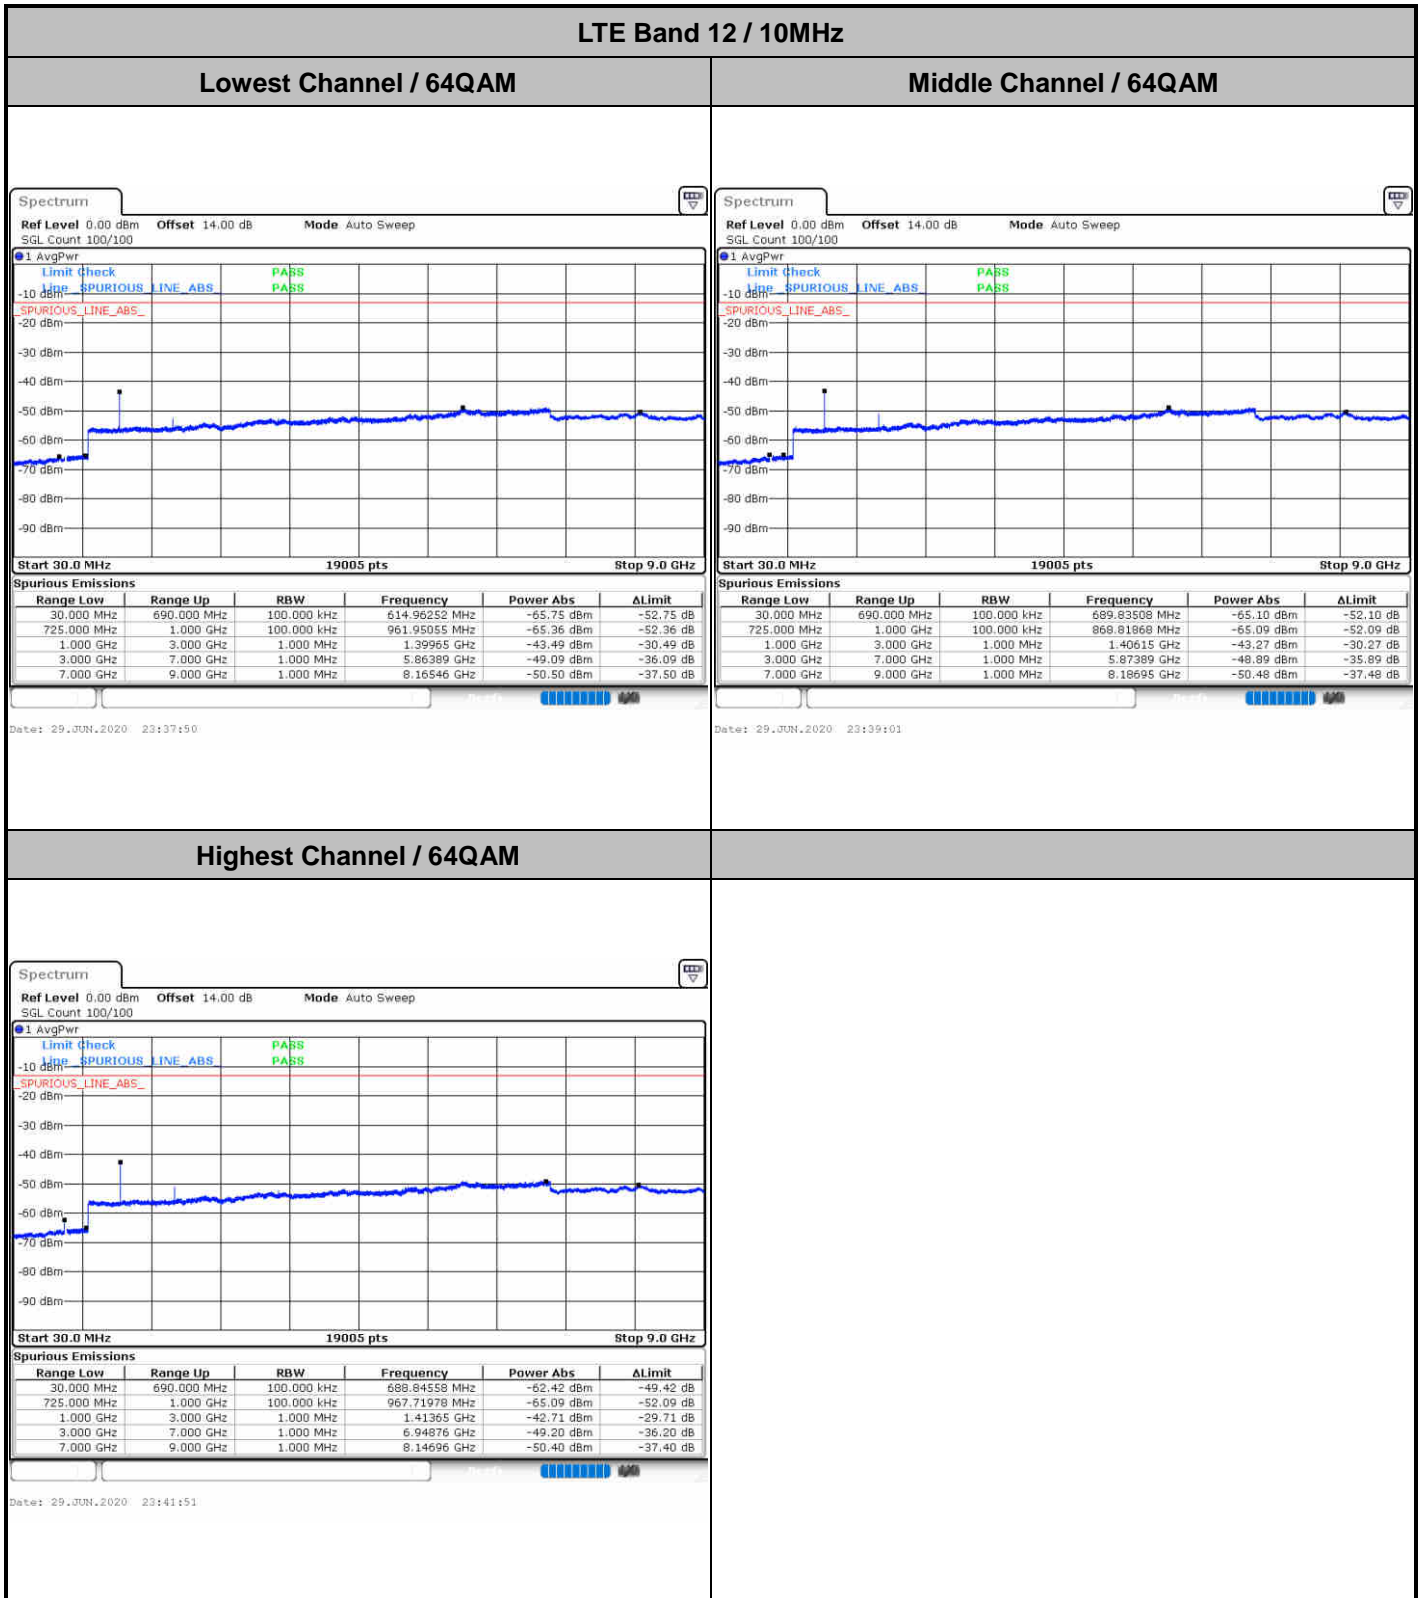 LTE Band 12 / 10MHz
Lowest Channel / 64QAM
Middle Channel / 64QAM
Spectrum
Ref Level 0.00 dBm Offset 14.00 dB Mode Auto Sweep
SGL Count 100/100
1 AvgPwr
Limit Check PASS
Line _SPURIOUS_LINE_ABS_ PASS
-10 dBm
_SPURIOUS_LINE_ABS_
-20 dBm
-30 dBm
-40 dBm
-50 dBm
-60 dBm
-70 dBm
-80 dBm
-90 dBm
Start 30.0 MHz 19005 pts Stop 9.0 GHz
Spurious Emissions
Range Low Range Up RBW Frequency Power Abs ΔLimit
30.000 MHz 690.000 MHz 100.000 kHz 614.96252 MHz -65.75 dBm -52.75 dB
725.000 MHz 1.000 GHz 100.000 kHz 961.95055 MHz -65.36 dBm -52.36 dB
1.000 GHz 3.000 GHz 1.000 MHz 1.39965 GHz -43.49 dBm -30.49 dB
3.000 GHz 7.000 GHz 1.000 MHz 5.86389 GHz -49.09 dBm -36.09 dB
7.000 GHz 9.000 GHz 1.000 MHz 8.16546 GHz -50.50 dBm -37.50 dB
Date: 29.JUN.2020 23:37:50
Spectrum
Ref Level 0.00 dBm Offset 14.00 dB Mode Auto Sweep
SGL Count 100/100
1 AvgPwr
Limit Check PASS
Line _SPURIOUS_LINE_ABS_ PASS
-10 dBm
_SPURIOUS_LINE_ABS_
-20 dBm
-30 dBm
-40 dBm
-50 dBm
-60 dBm
-70 dBm
-80 dBm
-90 dBm
Start 30.0 MHz 19005 pts Stop 9.0 GHz
Spurious Emissions
Range Low Range Up RBW Frequency Power Abs ΔLimit
30.000 MHz 690.000 MHz 100.000 kHz 689.83508 MHz -65.10 dBm -52.10 dB
725.000 MHz 1.000 GHz 100.000 kHz 868.81868 MHz -65.09 dBm -52.09 dB
1.000 GHz 3.000 GHz 1.000 MHz 1.40615 GHz -43.27 dBm -30.27 dB
3.000 GHz 7.000 GHz 1.000 MHz 5.87389 GHz -48.89 dBm -35.89 dB
7.000 GHz 9.000 GHz 1.000 MHz 8.18695 GHz -50.48 dBm -37.48 dB
Date: 29.JUN.2020 23:39:01
Highest Channel / 64QAM
Spectrum
Ref Level 0.00 dBm Offset 14.00 dB Mode Auto Sweep
SGL Count 100/100
1 AvgPwr
Limit Check PASS
Line _SPURIOUS_LINE_ABS_ PASS
-10 dBm
_SPURIOUS_LINE_ABS_
-20 dBm
-30 dBm
-40 dBm
-50 dBm
-60 dBm
-70 dBm
-80 dBm
-90 dBm
Start 30.0 MHz 19005 pts Stop 9.0 GHz
Spurious Emissions
Range Low Range Up RBW Frequency Power Abs ΔLimit
30.000 MHz 690.000 MHz 100.000 kHz 688.84558 MHz -62.42 dBm -49.42 dB
725.000 MHz 1.000 GHz 100.000 kHz 967.71978 MHz -65.09 dBm -52.09 dB
1.000 GHz 3.000 GHz 1.000 MHz 1.41365 GHz -42.71 dBm -29.71 dB
3.000 GHz 7.000 GHz 1.000 MHz 6.94876 GHz -49.20 dBm -36.20 dB
7.000 GHz 9.000 GHz 1.000 MHz 8.14696 GHz -50.40 dBm -37.40 dB
Date: 29.JUN.2020 23:41:51